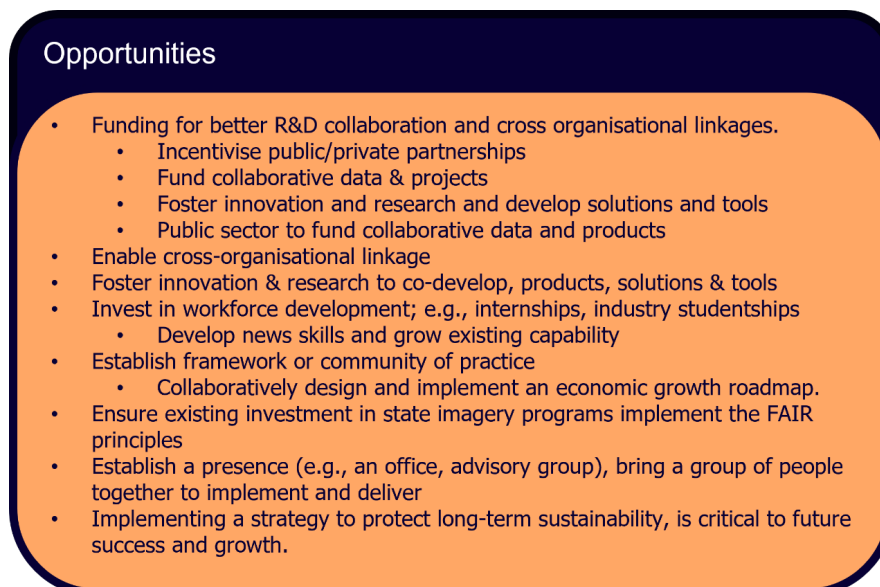 Opportunities
• Funding for better R&D collaboration and cross organisational linkages.
• Incentivise public/private partnerships
• Fund collaborative data & projects
• Foster innovation and research and develop solutions and tools
• Public sector to fund collaborative data and products
• Enable cross-organisational linkage
• Foster innovation & research to co-develop, products, solutions & tools
• Invest in workforce development; e.g., internships, industry studentships
• Develop news skills and grow existing capability
• Establish framework or community of practice
• Collaboratively design and implement an economic growth roadmap.
• Ensure existing investment in state imagery programs implement the FAIR
principles
• Establish a presence (e.g., an office, advisory group), bring a group of people
together to implement and deliver
• Implementing a strategy to protect long-term sustainability, is critical to future
success and growth.